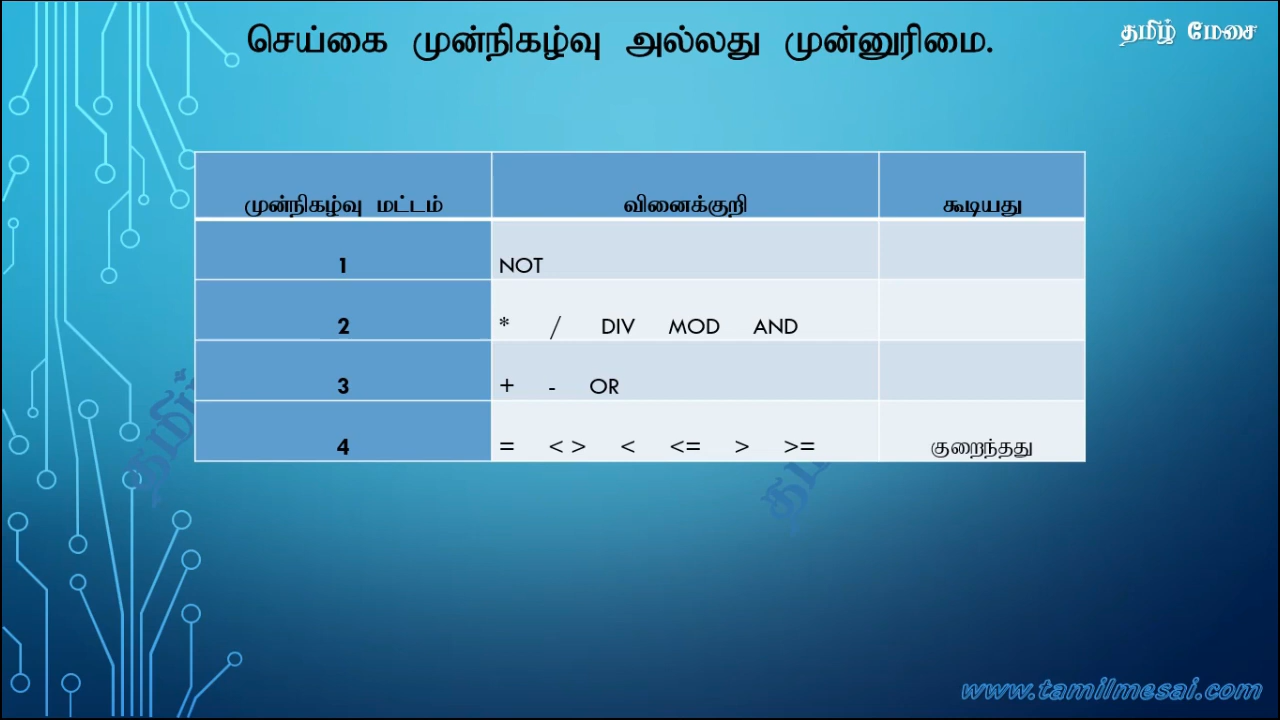 செய்கை முன்நிகழ்வு அல்லது முன்னுரிமை.
தமிழ் மேசை
முன்நிகழ்வு மட்டம் வினைக்குறி கூடியது
1 NOT
2 * / DIV MOD AND
3 + - OR
4 = < > < <= > >= குறைந்தது
www.tamilmesai.com